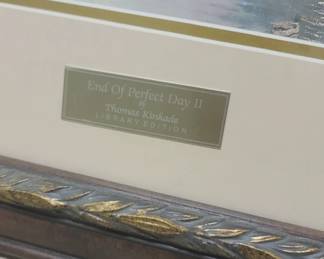 End Of Perfect Day II
by
Thomas Kinkade
LIBRARY EDITION